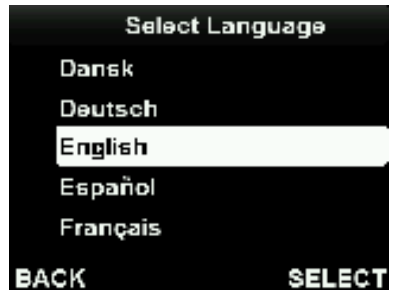 Select Language
Dansk
Deutsch
English
Español
Français
BACK SELECT